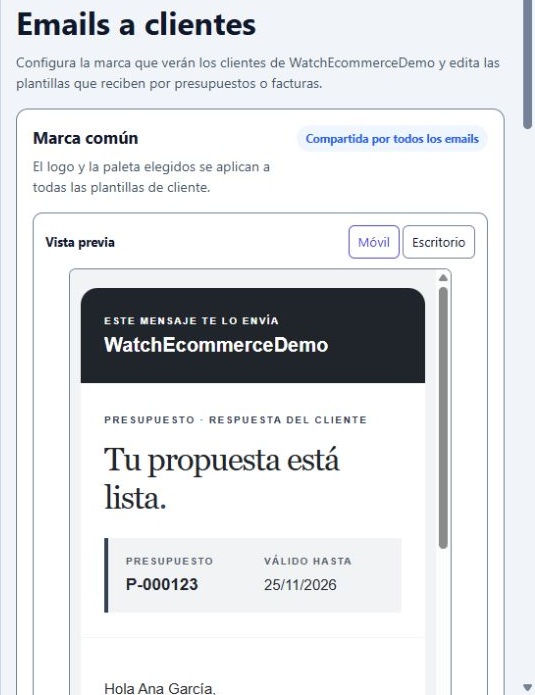 Emails a clientes
Configura la marca que verán los clientes de WatchEcommerceDemo y edita las
plantillas que reciben por presupuestos o facturas.
Marca común
Compartida por todos los emails
El logo y la paleta elegidos se aplican a
todas las plantillas de cliente.
Vista previa
Móvil
Escritorio
ESTE MENSAJE TE LO ENVÍA
WatchEcommerceDemo
PRESUPUESTO · RESPUESTA DEL CLIENTE
Tu propuesta está
lista.
PRESUPUESTO
VÁLIDO HASTA
P-000123
25/11/2026
Hola Ana García,